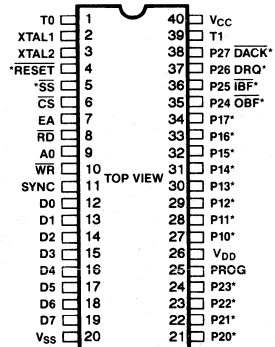 T0 1 40 VCC
XTAL1 2 39 T1
XTAL2 3 38 P27 DACK*
*RESET 4 37 P26 DRQ*
*SS 5 36 P25 IBF*
CS 6 35 P24 OBF*
EA 7 34 P17*
RD 8 33 P16*
A0 9 32 P15*
WR 10 31 P14*
TOP VIEW
SYNC 11 30 P13*
D0 12 29 P12*
D1 13 28 P11*
D2 14 27 P10*
D3 15 26 VDD
D4 16 25 PROG
D5 17 24 P23*
D6 18 23 P22*
D7 19 22 P21*
VSS 20 21 P20*